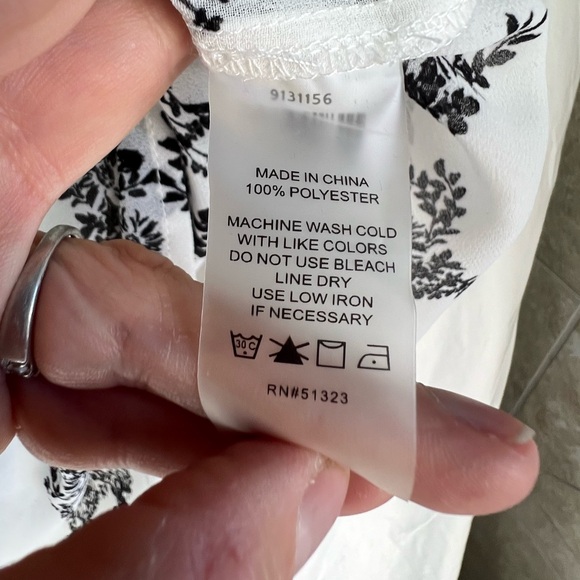 9131156
MADE IN CHINA
100% POLYESTER
MACHINE WASH COLD
WITH LIKE COLORS
DO NOT USE BLEACH
LINE DRY
USE LOW IRON
IF NECESSARY
30 C
RN#51323